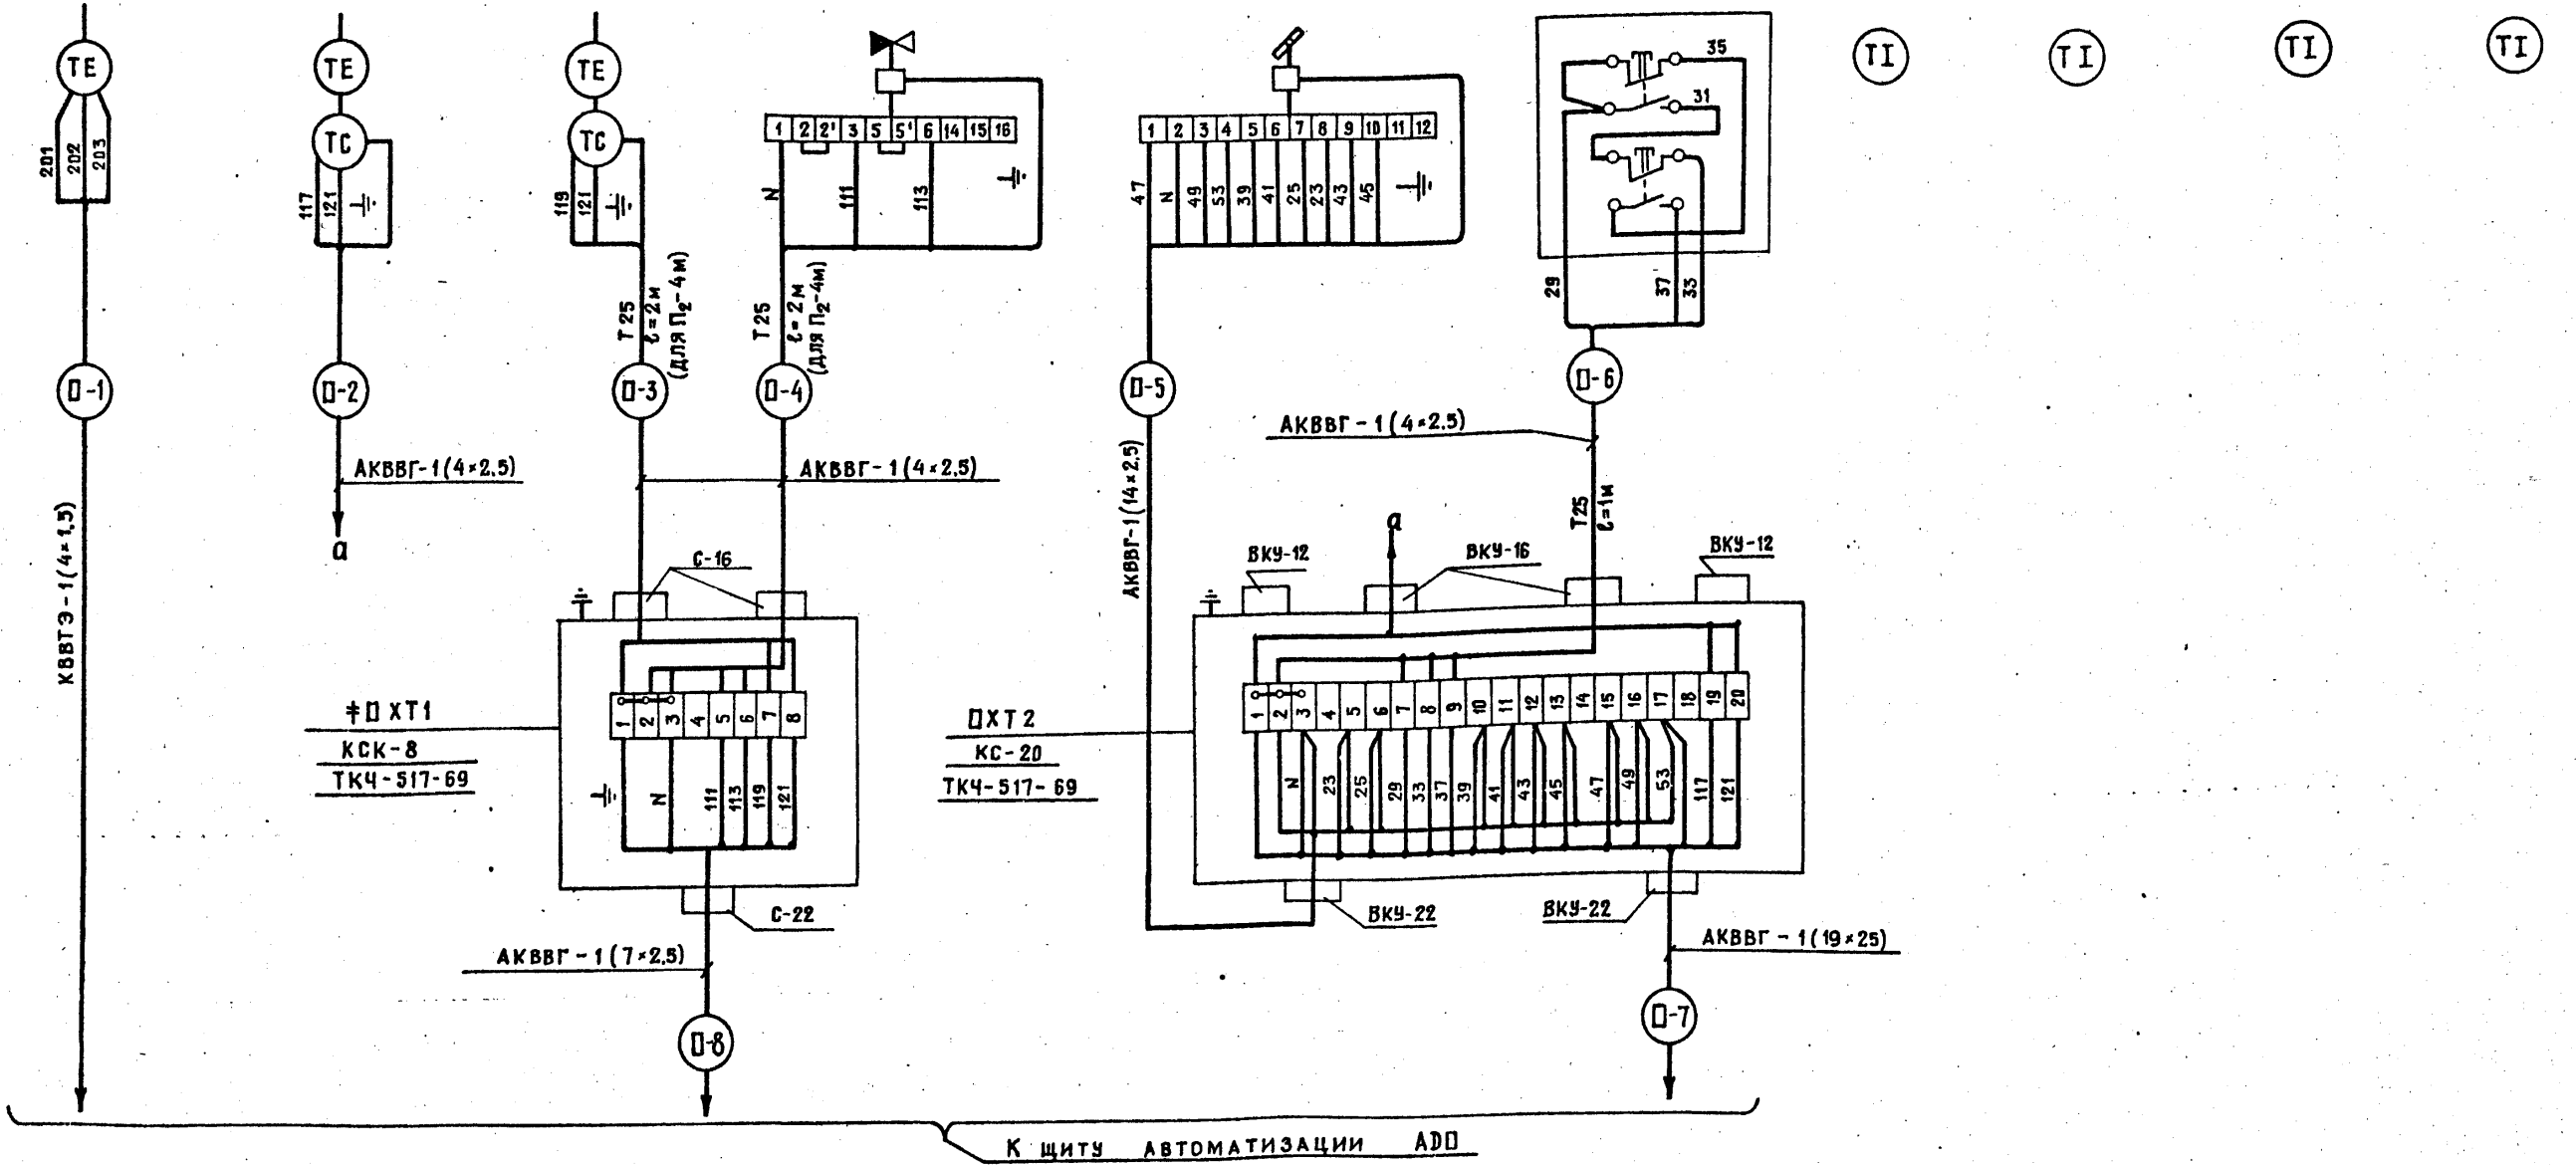 TE
TE
TE
TC
TC
TI
TI
TI
TI
201
202
203
117
121
119
121
1 2 2' 3 5 5' 6 14 15 16
N
111
113
1 2 3 4 5 6 7 8 9 10 11 12
47
N
49
53
39
41
25
23
43
45
35
31
29
37
33
Т25
ℓ=2м
(ДЛЯ П₂-4м)
Т25
ℓ=2м
(ДЛЯ П₂-4м)
□-1
□-2
□-3
□-4
□-5
□-6
КВВТЭ-1(4×1,5)
АКВВГ-1(4×2,5)
а
АКВВГ-1(4×2,5)
АКВВГ-1(14×2,5)
АКВВГ-1(4×2,5)
Т25
ℓ=1м
С-16
а
ВКУ-12
ВКУ-16
ВКУ-12
‡□ХТ1
КСК-8
ТКЧ-517-69
1 2 3 4 5 6 7 8
N
111
113
119
121
С-22
АКВВГ-1(7×2,5)
□-8
□ХТ2
КС-20
ТКЧ-517-69
1 2 3 4 5 6 7 8 9 10 11 12 13 14 15 16 17 18 19 20
N
23
25
29
33
37
39
41
43
45
47
49
53
117
121
ВКУ-22
ВКУ-22
АКВВГ-1(19×25)
□-7
К ЩИТУ АВТОМАТИЗАЦИИ АD□